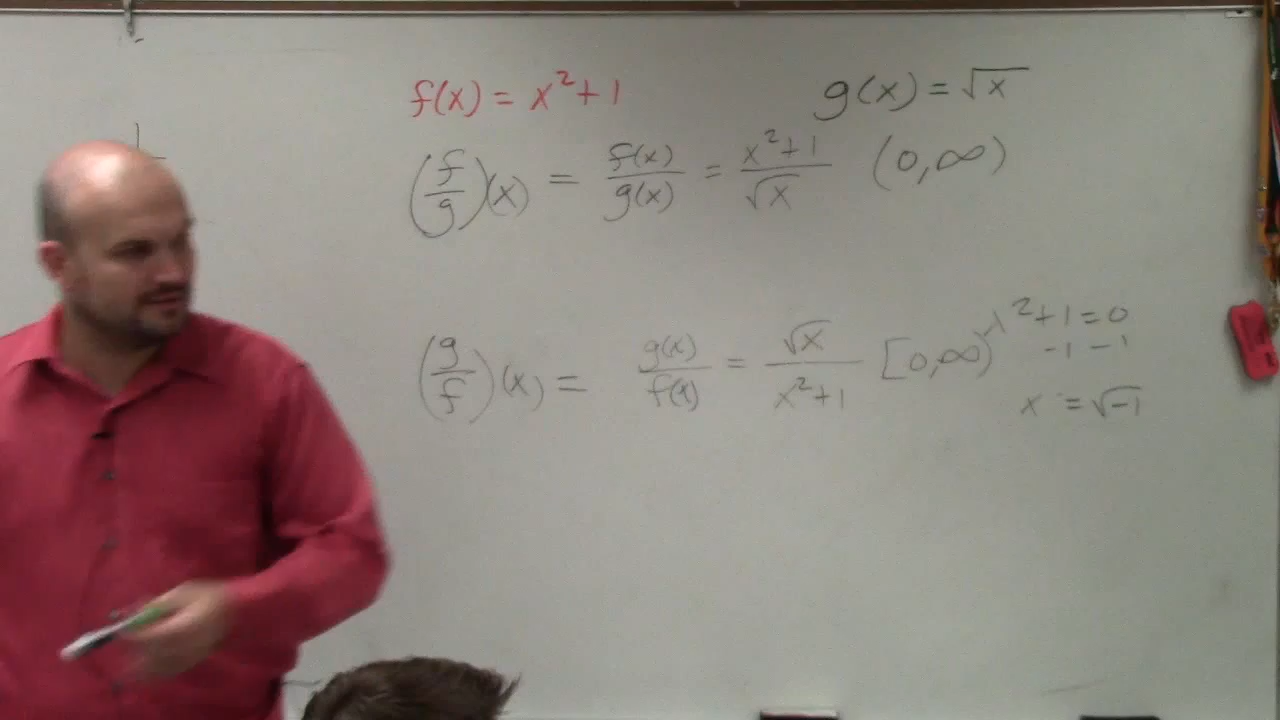 f(x) = x² + 1 g(x) = √x
(f/g)(x) = f(x)/g(x) = (x² + 1)/√x (0, ∞)
(g/f)(x) = g(x)/f(x) = √x/(x² + 1) [0, ∞) ² + 1 = 0
-1 -1
x = √-1